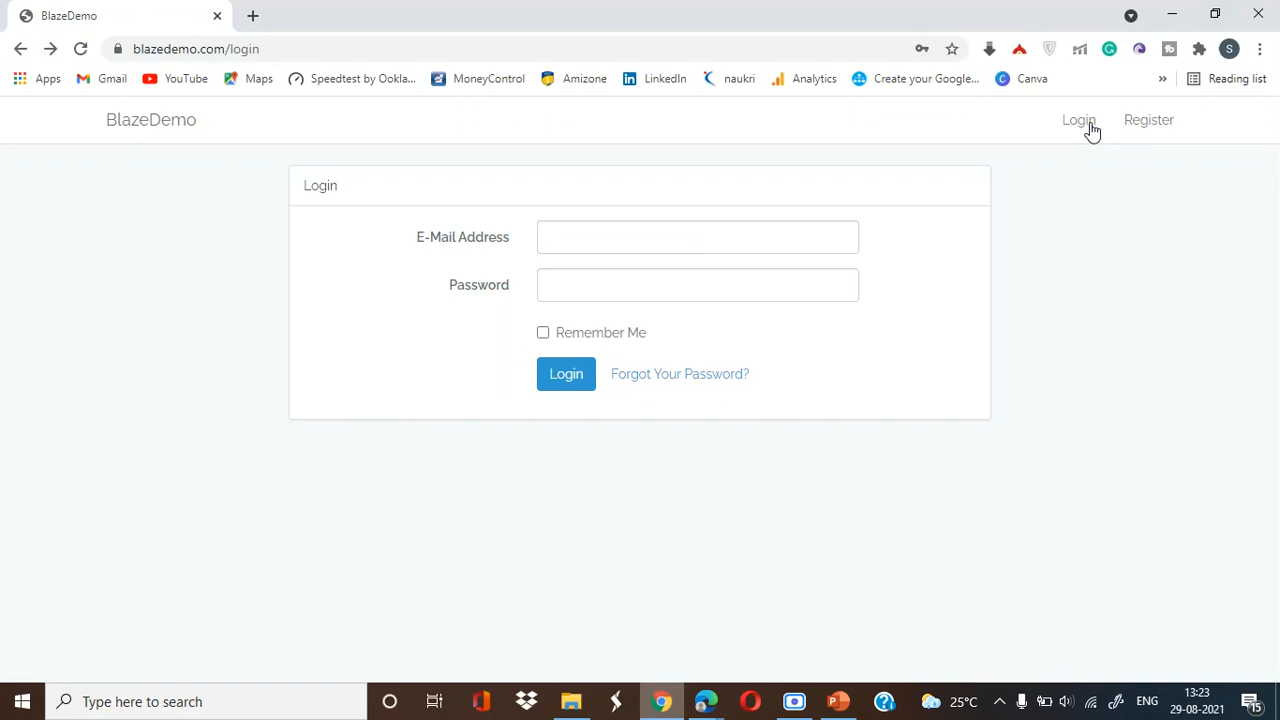 BlazeDemo
blazedemo.com/login
Apps Gmail YouTube Maps Speedtest by Ookla... MoneyControl Amizone LinkedIn naukri Analytics Create your Google... Canva » Reading list
BlazeDemo Login Register
Login
E-Mail Address
Password
Remember Me
Login Forgot Your Password?
Type here to search 25°C ENG 13:23 29-08-2021 15